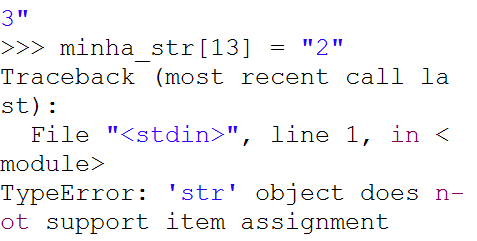 3"
>>> minha_str[13] = "2"
Traceback (most recent call la
st):
  File "<stdin>", line 1, in <
module>
TypeError: 'str' object does n-
ot support item assignment